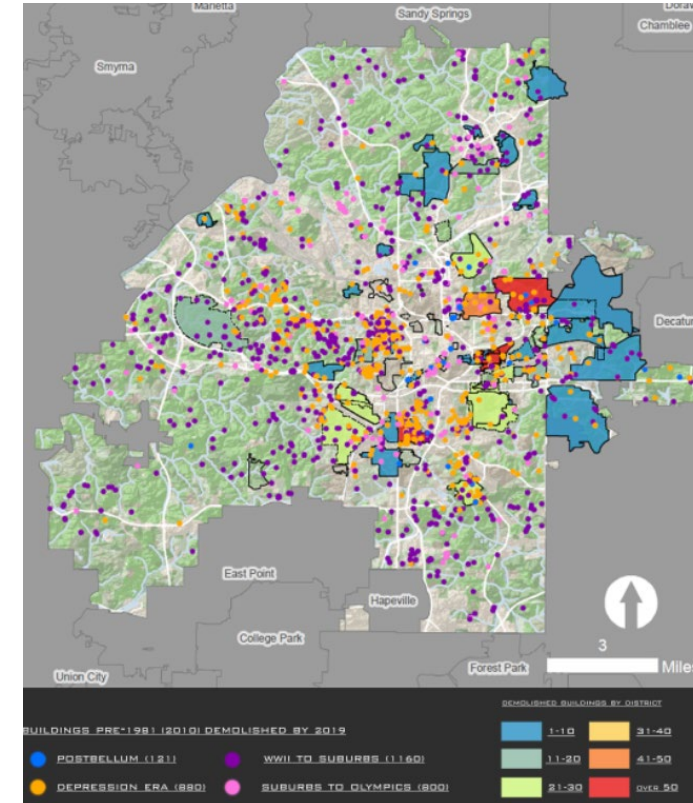 Marietta
Sandy Springs
Dorav
Chamblee
Smyrna
Decatur
East Point
Hapeville
College Park
Union City
Forest Park
3
Miles
DEMOLISHED BUILDINGS BY DISTRICT
BUILDINGS PRE-1981 (2010) DEMOLISHED BY 2019
1-10 31-40
POSTBELLUM (121) WWII TO SUBURBS (1160)
11-20 41-50
DEPRESSION ERA (880) SUBURBS TO OLYMPICS (800)
21-30 OVER 50